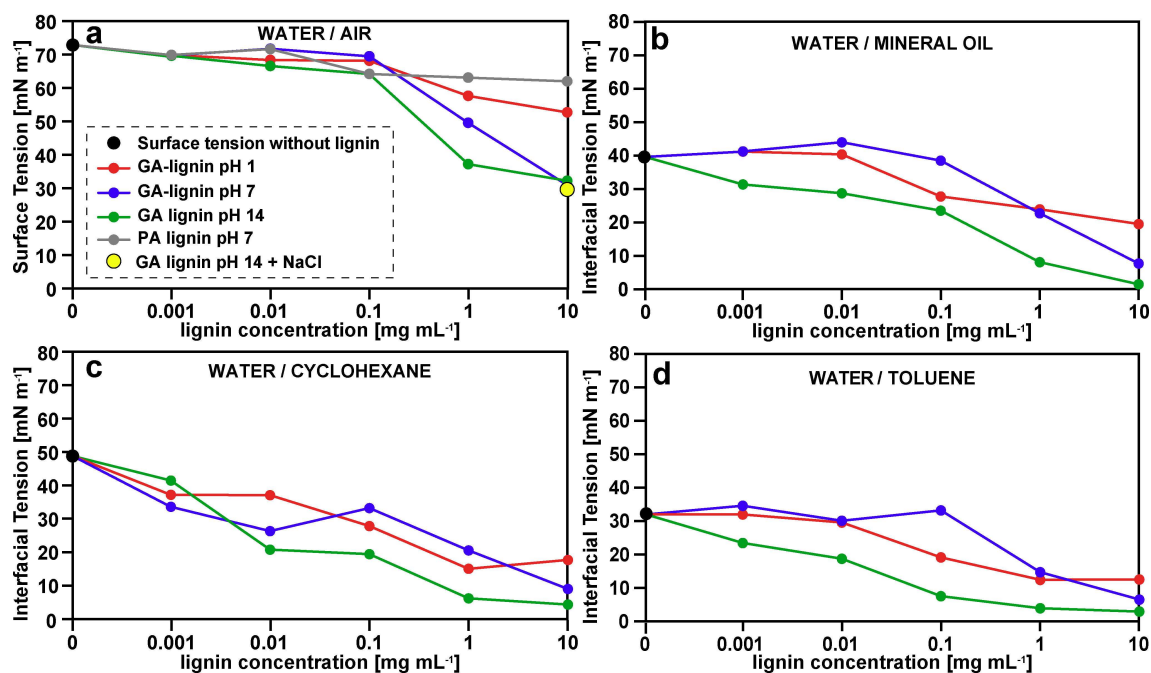 a
WATER / AIR
Surface Tension [mN m⁻¹]
80
70
60
50
40
30
20
10
0
Surface tension without lignin
GA-lignin pH 1
GA-lignin pH 7
GA lignin pH 14
PA lignin pH 7
GA lignin pH 14 + NaCl
0 0.001 0.01 0.1 1 10
lignin concentration [mg mL⁻¹]
b
WATER / MINERAL OIL
Interfacial Tension [mN m⁻¹]
80
70
60
50
40
30
20
10
0
0 0.001 0.01 0.1 1 10
lignin concentration [mg mL⁻¹]
c
WATER / CYCLOHEXANE
Interfacial Tension [mN m⁻¹]
80
70
60
50
40
30
20
10
0
0 0.001 0.01 0.1 1 10
lignin concentration [mg mL⁻¹]
d
WATER / TOLUENE
Interfacial Tension [mN m⁻¹]
80
70
60
50
40
30
20
10
0
0 0.001 0.01 0.1 1 10
lignin concentration [mg mL⁻¹]